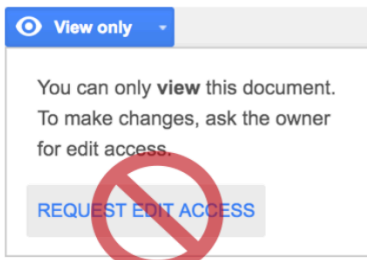 View only
You can only view this document.
To make changes, ask the owner
for edit access.
REQUEST EDIT ACCESS